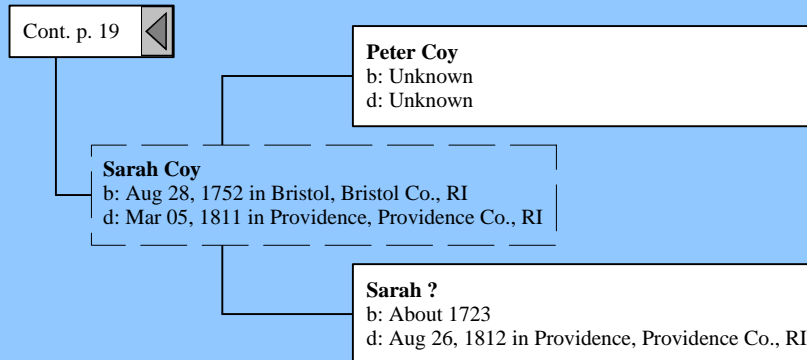 Cont. p. 19
Peter Coy
b: Unknown
d: Unknown
Sarah Coy
b: Aug 28, 1752 in Bristol, Bristol Co., RI
d: Mar 05, 1811 in Providence, Providence Co., RI
Sarah ?
b: About 1723
d: Aug 26, 1812 in Providence, Providence Co., RI